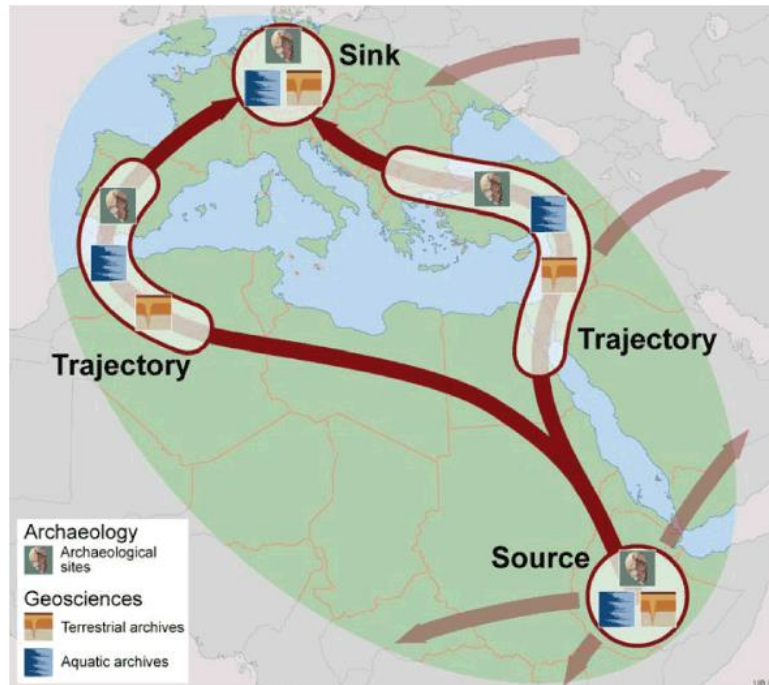 Sink
Trajectory
Trajectory
Source
Archaeology
Archaeological
sites
Geosciences
Terrestrial archives
Aquatic archives